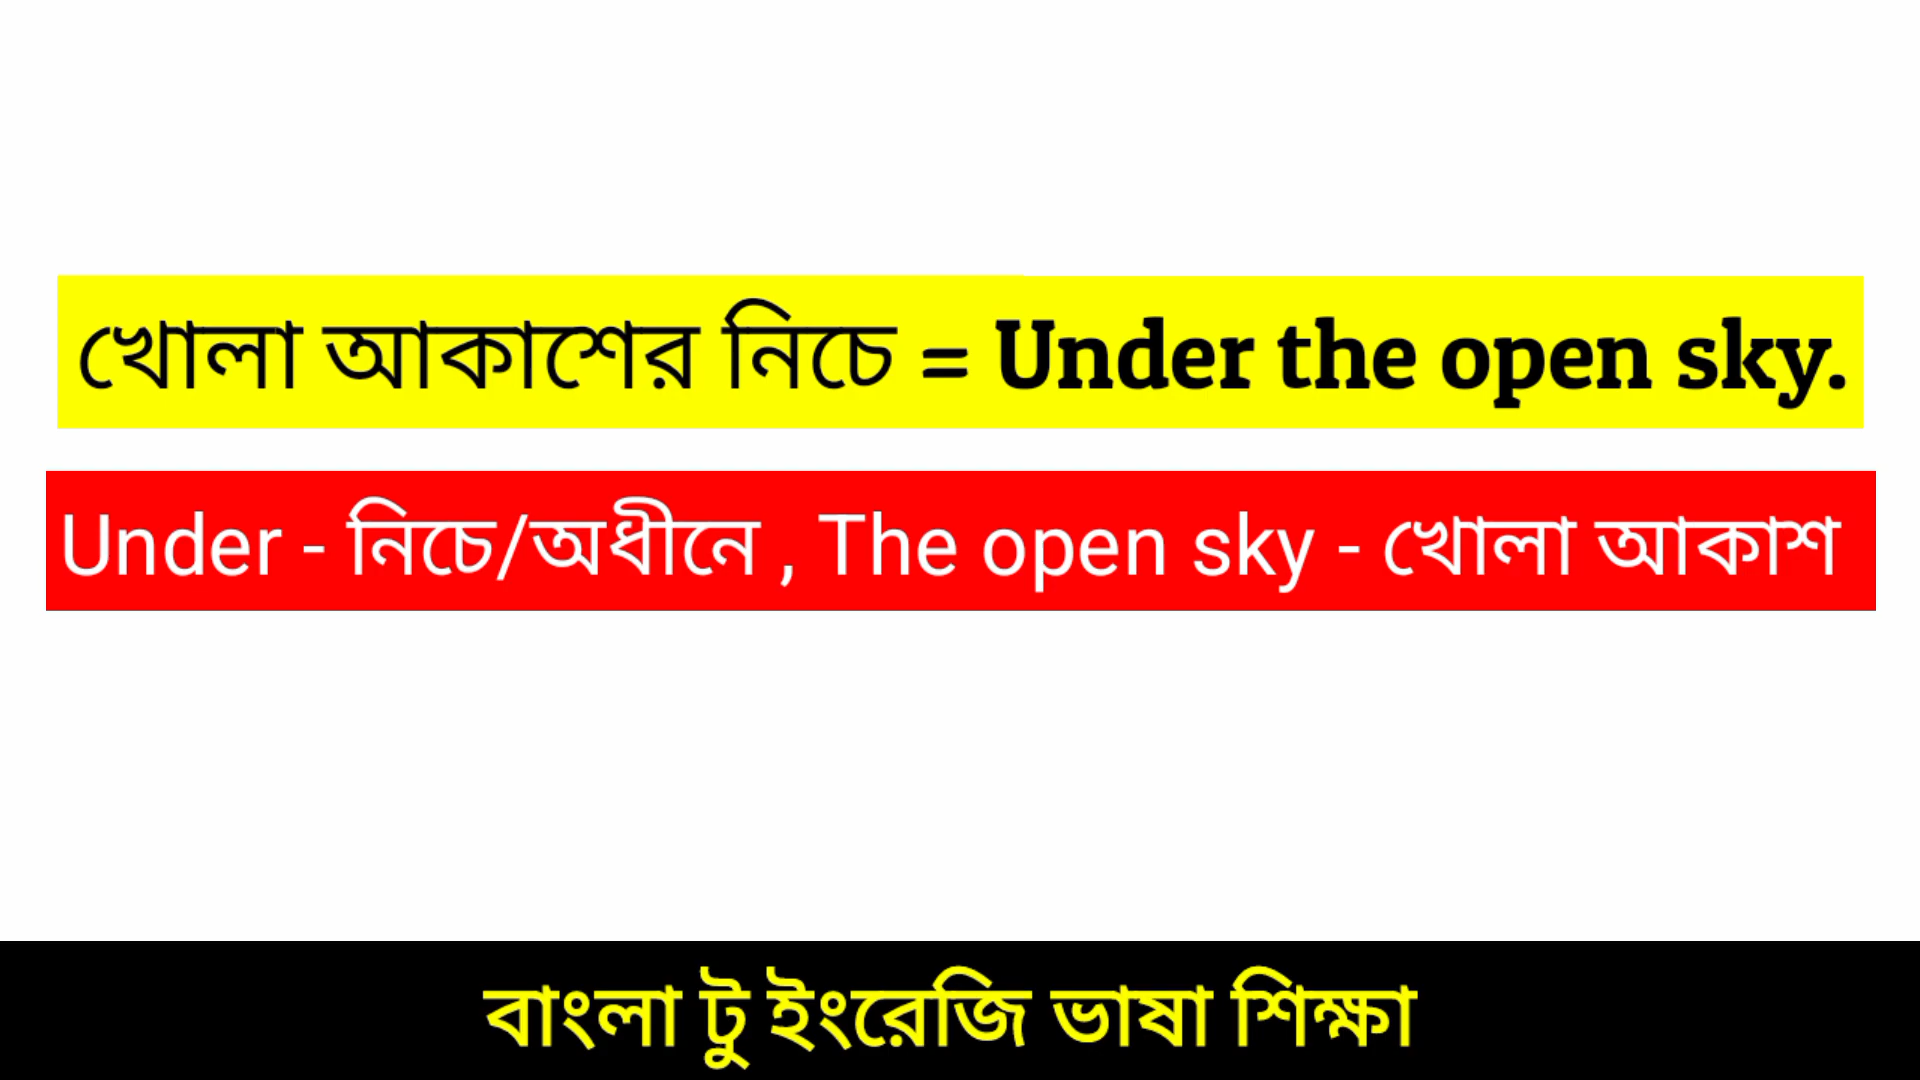 খোলা আকাশের নিচে = Under the open sky.
Under - নিচে/অধীনে , The open sky - খোলা আকাশ
বাংলা টু ইংরেজি ভাষা শিক্ষা